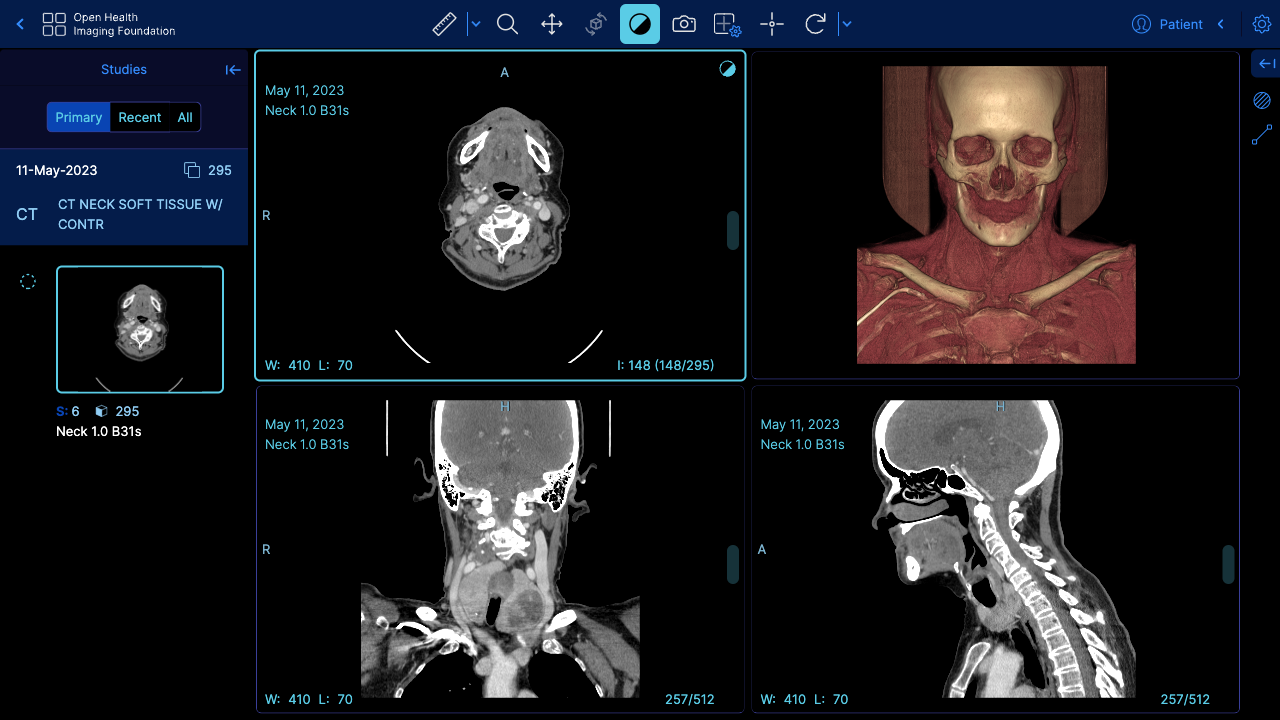 Open Health
Imaging Foundation
Patient
Studies
Primary Recent All
11-May-2023 295
CT CT NECK SOFT TISSUE W/
CONTR
S: 6 295
Neck 1.0 B31s
A
May 11, 2023
Neck 1.0 B31s
R
W: 410 L: 70 I: 148 (148/295)
H
May 11, 2023
Neck 1.0 B31s
R
W: 410 L: 70 257/512
H
May 11, 2023
Neck 1.0 B31s
A
W: 410 L: 70 257/512